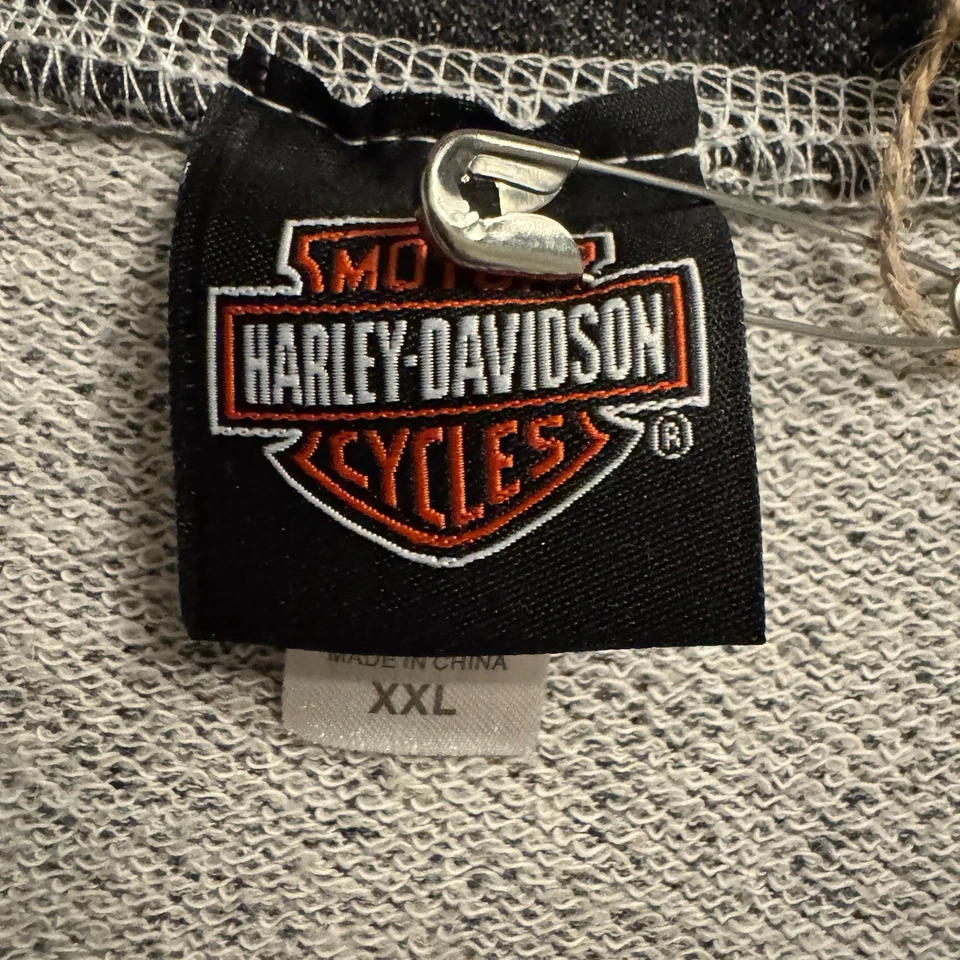 MOTOR
HARLEY-DAVIDSON
®
CYCLES
MADE IN CHINA
XXL